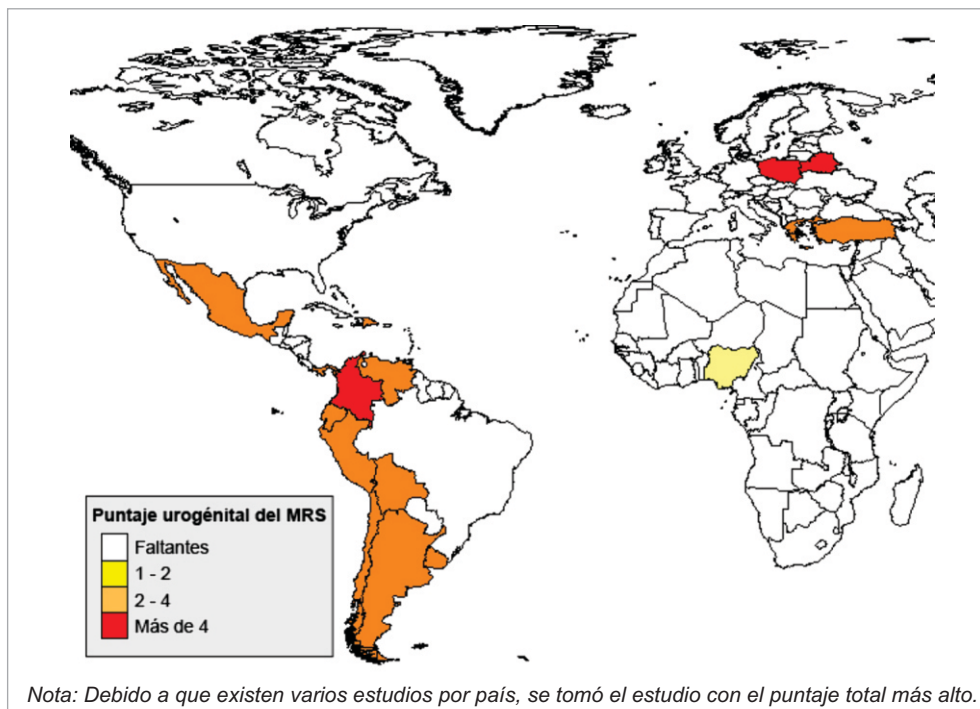 Puntaje urogénital del MRS
Faltantes
1 - 2
2 - 4
Más de 4
Nota: Debido a que existen varios estudios por país, se tomó el estudio con el puntaje total más alto.